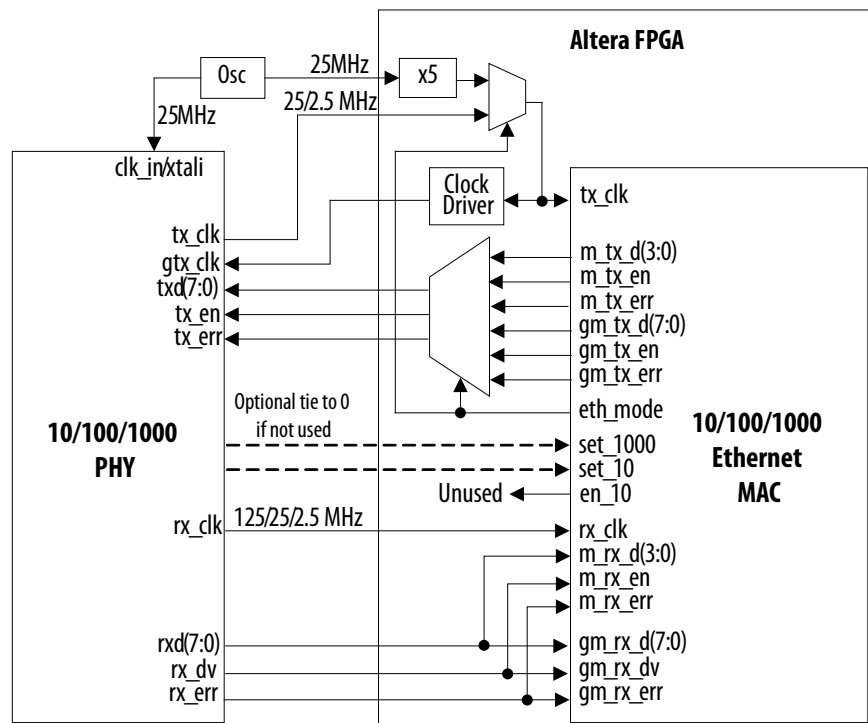 Altera FPGA
Osc
25MHz
x5
25/2.5 MHz
25MHz
clk_in/xtali
Clock
Driver
tx_clk
tx_clk
gtx_clk
txd(7:0)
tx_en
tx_err
m_tx_d(3:0)
m_tx_en
m_tx_err
gm_tx_d(7:0)
gm_tx_en
gm_tx_err
eth_mode
Optional tie to 0
if not used
10/100/1000
PHY
10/100/1000
Ethernet
MAC
set_1000
set_10
Unused
en_10
rx_clk
125/25/2.5 MHz
rx_clk
m_rx_d(3:0)
m_rx_en
m_rx_err
rxd(7:0)
rx_dv
rx_err
gm_rx_d(7:0)
gm_rx_dv
gm_rx_err